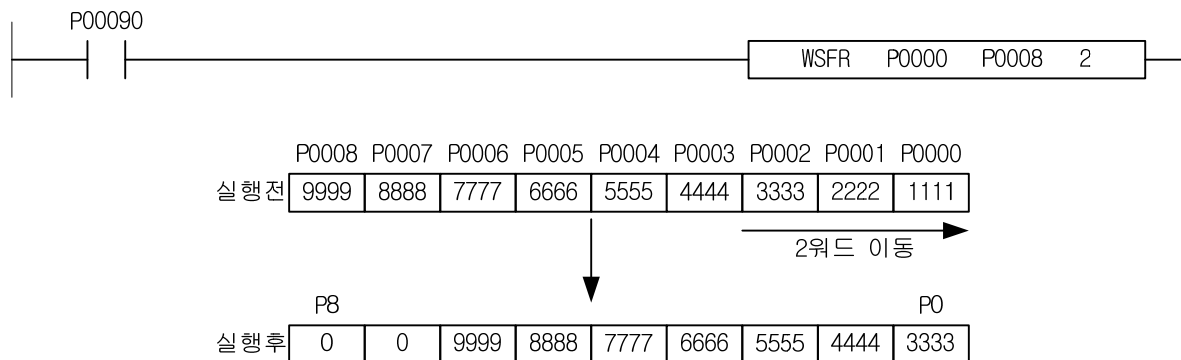 P00090
WSFR P0000 P0008 2
P0008 P0007 P0006 P0005 P0004 P0003 P0002 P0001 P0000
실행전 9999 8888 7777 6666 5555 4444 3333 2222 1111
2워드 이동
P8 P0
실행후 0 0 9999 8888 7777 6666 5555 4444 3333